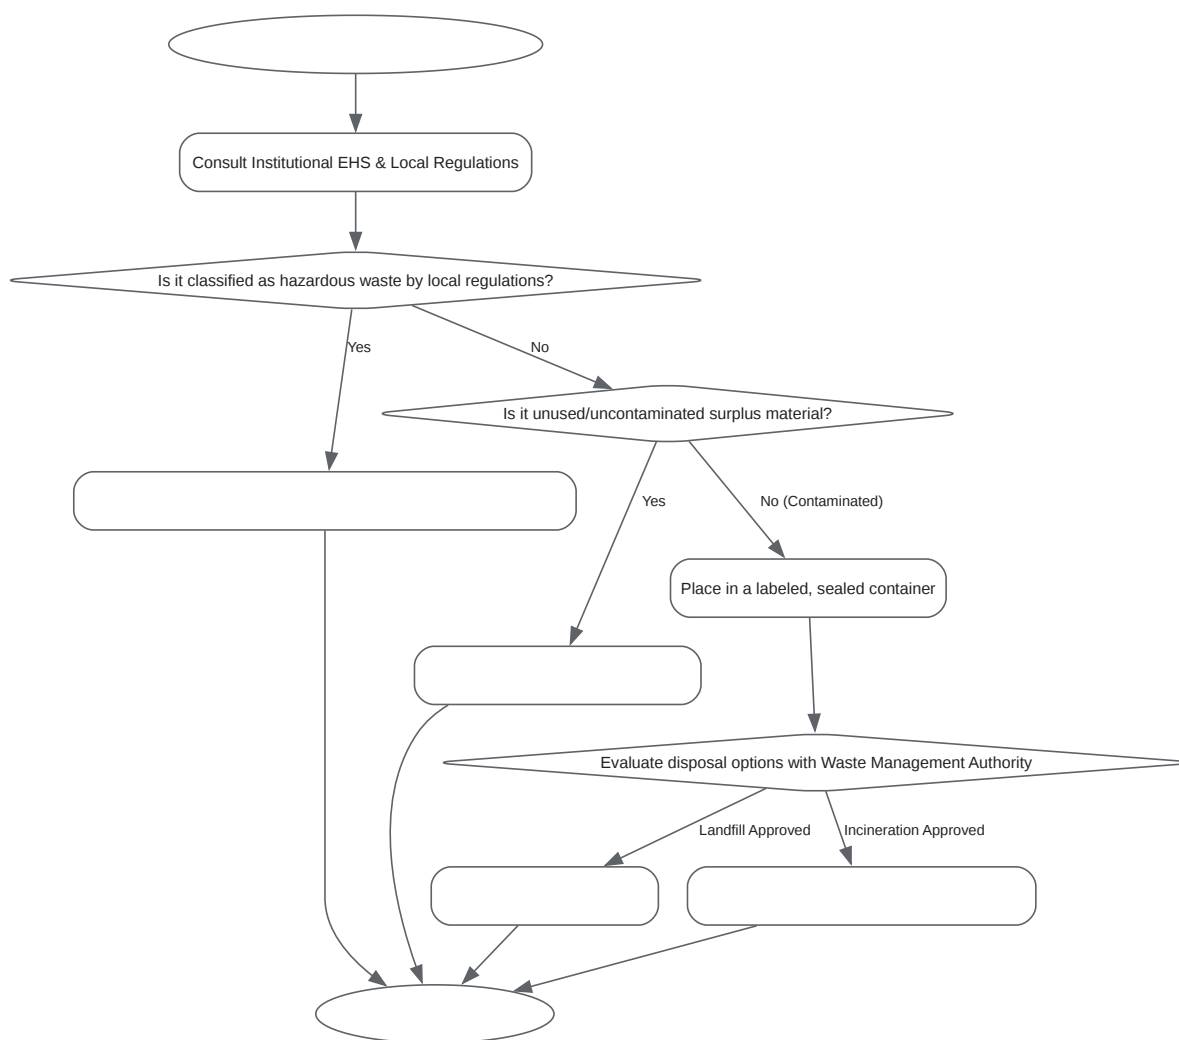 Consult Institutional EHS & Local Regulations
Is it classified as hazardous waste by local regulations?
Yes
No
Is it unused/uncontaminated surplus material?
Yes
No (Contaminated)
Place in a labeled, sealed container
Evaluate disposal options with Waste Management Authority
Landfill Approved
Incineration Approved